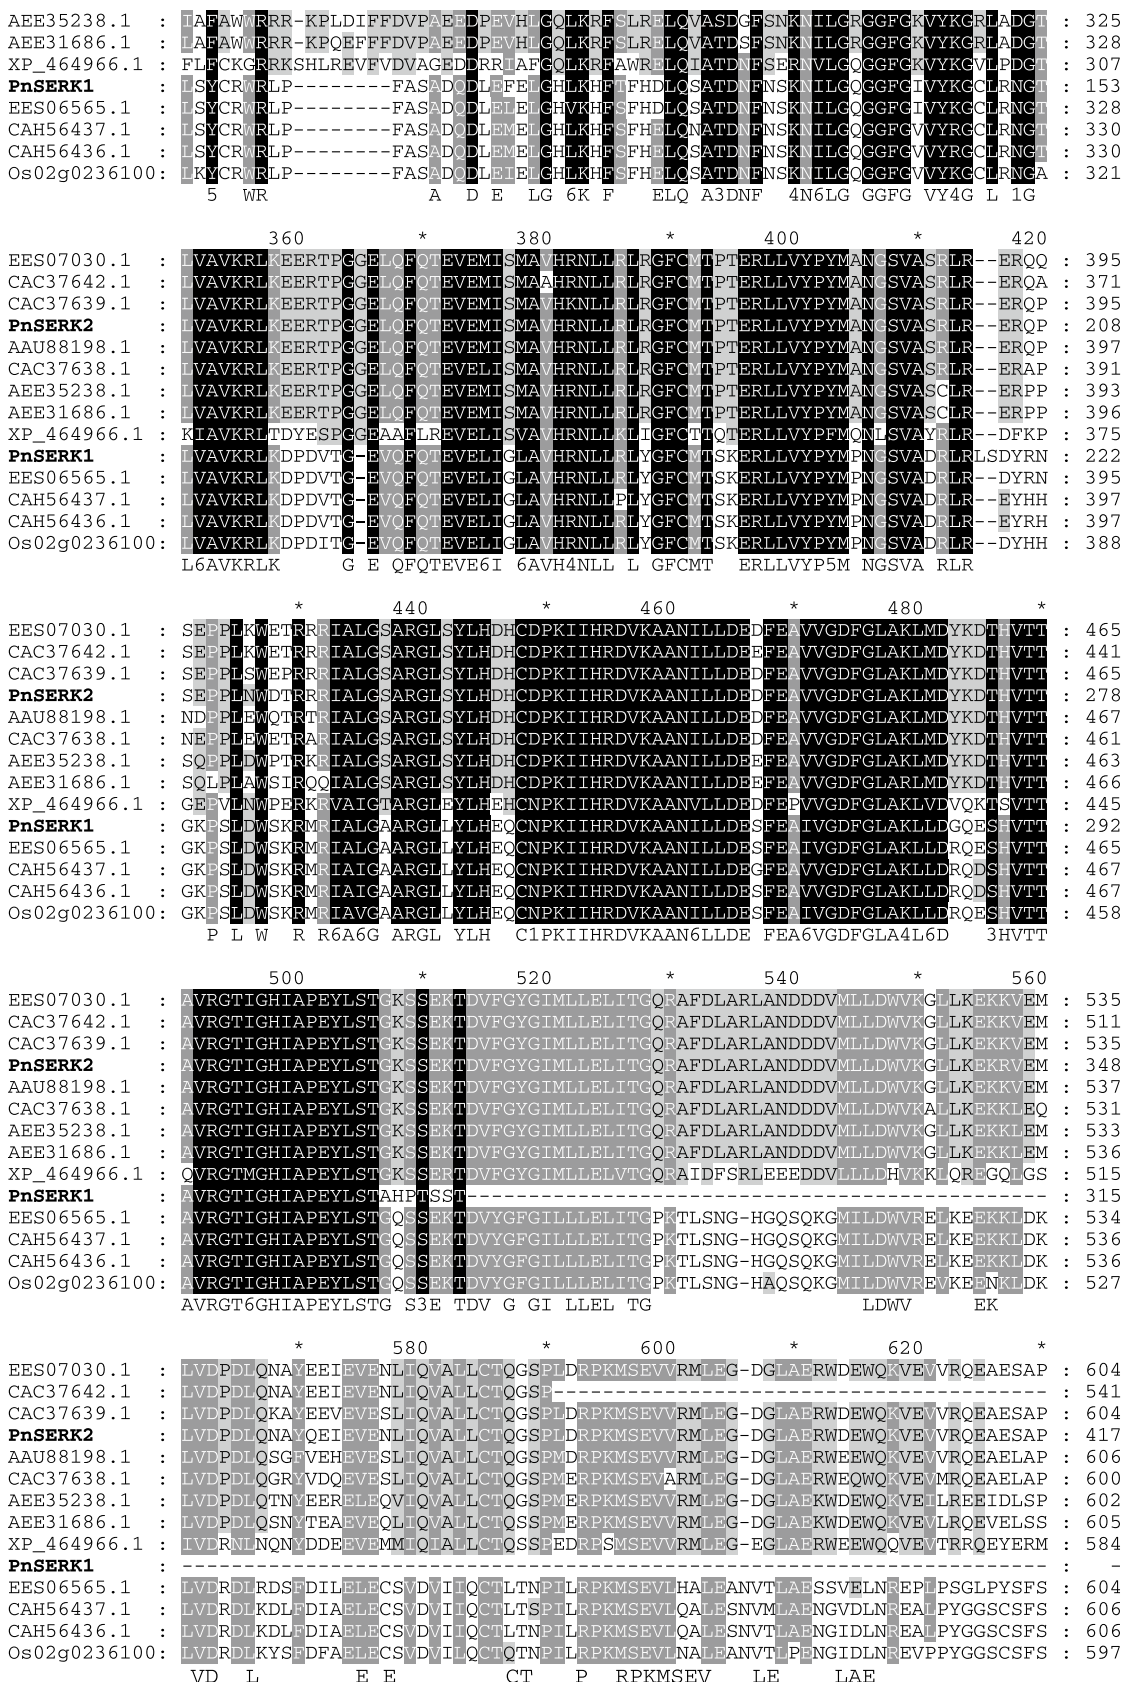 AEE35238.1 : IAFAWWRRR-KPLDIFFDVPAEEDPEVHLGQLKRFSLRELQVASDGFSNKNILGRGGFGKVYKGRLADGT : 325
AEE31686.1 : LAFAWWRRR-KPQEFFFDVPAEEDPEVHLGQLKRFSLRELQVATDSFSNKNILGRGGFGKVYKGRLADGT : 328
XP_464966.1 : FLFCKGRRKSHLREVFVDVAGEDDRRIAFGQLKRFAWRELQIATDNFSERNVLGQGGFGKVYKGVLPDGT : 307
PnSERK1 : LSYCRWRLP--------FASADQDLEFELGHLKHFTFHDLQSATDNFNSKNILGQGGFGIVYKGCLRNGT : 153
EES06565.1 : LSYCRWRLP--------FASADQDLELELGHVKHFSFHDLQSATDNFNSKNILGQGGFGIVYKGCLRNGT : 328
CAH56437.1 : LSYCRWRLP--------FASADQDLEMELGHLKHFSFHELQNATDNFNSKNILGQGGFGVVYRGCLRNGT : 330
CAH56436.1 : LSYCRWRLP--------FASADQDLEMELGHLKHFSFHELQSATDNFNSKNILGQGGFGVVYRGCLRNGT : 330
Os02g0236100: LKYCRWRLP--------FASADQDLEIELGHLKHFSFHELQSATDNFNSKNILGQGGFGVVYKGCLRNGA : 321
5 WR A D E LG 6K F ELQ A3DNF 4N6LG GGFG VY4G L 1G
360 * 380 * 400 * 420
EES07030.1 : LVAVKRLKEERTPGGELQFQTEVEMISMAVHRNLLRLRGFCMTPTERLLVYPYMANGSVASRLR--ERQQ : 395
CAC37642.1 : LVAVKRLKEERTPGGELQFQTEVEMISMAAHRNLLRLRGFCMTPTERLLVYPYMANGSVASRLR--ERQA : 371
CAC37639.1 : LVAVKRLKEERTPGGELQFQTEVEMISMAVHRNLLRLRGFCMTPTERLLVYPYMANGSVASRLR--ERQP : 395
PnSERK2 : LVAVKRLKEERTPGGELQFQTEVEMISMAVHRNLLRLRGFCMTPTERLLVYPYMANGSVASRLR--ERQP : 208
AAU88198.1 : LVAVKRLKEERTPGGELQFQTEVEMISMAVHRNLLRLRGFCMTPTERLLVYPYMANGSVASRLR--ERQP : 397
CAC37638.1 : LVAVKRLKEERTPGGELQFQTEVEMISMAVHRNLLRLRGFCMTPTERLLVYPYMANGSVASRLR--ERAP : 391
AEE35238.1 : LVAVKRLKEERTPGGELQFQTEVEMISMAVHRNLLRLRGFCMTPTERLLVYPYMANGSVASCLR--ERPP : 393
AEE31686.1 : LVAVKRLKEERTPGGELQFQTEVEMISMAVHRNLLRLRGFCMTPTERLLVYPYMANGSVASCLR--ERPP : 396
XP_464966.1 : KIAVKRLTDYESPGGEAAFLREVELISVAVHRNLLKLIGFCTTQTERLLVYPFMQNLSVAYRLR--DFKP : 375
PnSERK1 : LVAVKRLKDPDVTG-EVQFQTEVELIGLAVHRNLLRLYGFCMTSKERLLVYPYMPNGSVADRLRLSDYRN : 222
EES06565.1 : LVAVKRLKDPDVTG-EVQFQTEVELIGLAVHRNLLRLYGFCMTSKERLLVYPYMPNGSVADRLR--DYRN : 395
CAH56437.1 : LVAVKRLKDPDVTG-EVQFQTEVELIGLAVHRNLLPLYGFCMTSKERLLVYPYMPNGSVADRLR--EYHH : 397
CAH56436.1 : LVAVKRLKDPDVTG-EVQFQTEVELIGLAVHRNLLRLYGFCMTSKERLLVYPYMPNGSVADRLR--EYRH : 397
Os02g0236100: LVAVKRLKDPDITG-EVQFQTEVELIGLAVHRNLLRLYGFCMTSKERLLVYPYMPNGSVADRLR--DYHH : 388
L6AVKRLK G E QFQTEVE6I 6AVH4NLL L GFCMT ERLLVYP5M NGSVA RLR
* 440 * 460 * 480 *
EES07030.1 : SEPPLKWETRRRIALGSARGLSYLHDHCDPKIIHRDVKAANILLDEDFEAVVGDFGLAKLMDYKDTHVTT : 465
CAC37642.1 : SEPPLKWETRRRIALGSARGLSYLHDHCDPKIIHRDVKAANILLDEEFEAVVGDFGLAKLMDYKDTHVTT : 441
CAC37639.1 : SEPPLSWEPRRRIALGSARGLSYLHDHCDPKIIHRDVKAANILLDEDFEAVVGDFGLAKLMDYKDTHVTT : 465
PnSERK2 : SEPPLNWDTRRRIALGSARGLSYLHDHCDPKIIHRDVKAANILLDEDFEAVVGDFGLAKLMDYKDTHVTT : 278
AAU88198.1 : NDPPLEWQTRTRIALGSARGLSYLHDHCDPKIIHRDVKAANILLDEDFEAVVGDFGLAKLMDYKDTHVTT : 467
CAC37638.1 : NEPPLEWETRARIALGSARGLSYLHDHCDPKIIHRDVKAANILLDEDFEAVVGDFGLAKLMDYKDTHVTT : 461
AEE35238.1 : SQPPLDWPTRKRIALGSARGLSYLHDHCDPKIIHRDVKAANILLDEEFEAVVGDFGLAKLMDYKDTHVTT : 463
AEE31686.1 : SQLPLAWSIRQQIALGSARGLSYLHDHCDPKIIHRDVKAANILLDEEFEAVVGDFGLARLMDYKDTHVTT : 466
XP_464966.1 : GEPVLNWPERKRVAIGTARGLEYLHEHCNPKIIHRDVKAANVLLDEDFEPVVGDFGLAKLVDVQKTSVTT : 445
PnSERK1 : GKPSLDWSKRMRIALGAARGLLYLHEQCNPKIIHRDVKAANILLDESFEAIVGDFGLAKLLDGQESHVTT : 292
EES06565.1 : GKPSLDWSKRMRIALGAARGLLYLHEQCNPKIIHRDVKAANILLDESFEAIVGDFGLAKLLDRQESHVTT : 465
CAH56437.1 : GKPSLDWSKRMRIAIGAARGLLYLHEQCNPKIIHRDVKAANILLDEGFEAIVGDFGLAKLLDRQDSHVTT : 467
CAH56436.1 : GKPSLDWSKRMRIAIGAARGLLYLHEQCNPKIIHRDVKAANILLDESFEAIVGDFGLAKLLDRQDSHVTT : 467
Os02g0236100: GKPSLDWSKRMRIAVGAARGLLYLHEQCNPKIIHRDVKAANILLDESFEAIVGDFGLAKLLDRQESHVTT : 458
P L W R R6A6G ARGL YLH C1PKIIHRDVKAAN6LLDE FEA6VGDFGLA4L6D 3HVTT
500 * 520 * 540 * 560
EES07030.1 : AVRGTIGHIAPEYLSTGKSSEKTDVFGYGIMLLELITGQRAFDLARLANDDDVMLLDWVKGLLKEKKVEM : 535
CAC37642.1 : AVRGTIGHIAPEYLSTGKSSEKTDVFGYGIMLLELITGQRAFDLARLANDDDVMLLDWVKGLLKEKKVEM : 511
CAC37639.1 : AVRGTIGHIAPEYLSTGKSSEKTDVFGYGIMLLELITGQRAFDLARLANDDDVMLLDWVKGLLKEKKVEM : 535
PnSERK2 : AVRGTIGHIAPEYLSTGKSSEKTDVFGYGIMLLELITGQRAFDLARLANDDDVMLLDWVKGLLKEKRVEM : 348
AAU88198.1 : AVRGTIGHIAPEYLSTGKSSEKTDVFGYGIMLLELITGQRAFDLARLANDDDVMLLDWVKGLLKEKKLEM : 537
CAC37638.1 : AVRGTIGHIAPEYLSTGKSSEKTDVFGYGIMLLELITGQRAFDLARLANDDDVMLLDWVKALLKEKKLEQ : 531
AEE35238.1 : AVRGTIGHIAPEYLSTGKSSEKTDVFGYGIMLLELITGQRAFDLARLANDDDVMLLDWVKGLLKEKKLEM : 533
AEE31686.1 : AVRGTIGHIAPEYLSTGKSSEKTDVFGYGIMLLELITGQRAFDLARLANDDDVMLLDWVKGLLKEKKLEM : 536
XP_464966.1 : QVRGTMGHIAPEYLSTGKSSERTDVFGYGIMLLELVTGQRAIDFSRLEEEDDVLLLDHVKKLQREGQLGS : 515
PnSERK1 : AVRGTIGHIAPEYLSTAHPTSST----------------------------------------------- : 315
EES06565.1 : AVRGTIGHIAPEYLSTGQSSEKTDVYGFGILLLELITGPKTLSNG-HGQSQKGMILDWVRELKEEKKLDK : 534
CAH56437.1 : AVRGTIGHIAPEYLSTGQSSEKTDVYGFGILLLELITGPKTLSNG-HGQSQKGMILDWVRELKEEKKLDK : 536
CAH56436.1 : AVRGTIGHIAPEYLSTGQSSEKTDVYGFGILLLELITGPKTLSNG-HGQSQKGMILDWVRELKEEKKLDK : 536
Os02g0236100: AVRGTIGHIAPEYLSTGQSSEKTDVYGFGILLLELITGPKTLSNG-HAQSQKGMILDWVREVKEENKLDK : 527
AVRGT6GHIAPEYLSTG S3E TDV G GI LLEL TG LDWV EK
* 580 * 600 * 620 *
EES07030.1 : LVDPDLQNAYEEIEVENLIQVALLCTQGSPLDRPKMSEVVRMLEG-DGLAERWDEWQKVEVVRQEAESAP : 604
CAC37642.1 : LVDPDLQNAYEEIEVENLIQVALLCTQGSP---------------------------------------- : 541
CAC37639.1 : LVDPDLQKAYEEVEVESLIQVALLCTQGSPLDRPKMSEVVRMLEG-DGLAERWDEWQKVEVVRQEAESAP : 604
PnSERK2 : LVDPDLQNAYQEIEVENLIQVALLCTQGSPLDRPKMSEVVRMLEG-DGLAERWDEWQKVEVVRQEAESAP : 417
AAU88198.1 : LVDPDLQSGFVEHEVESLIQVALLCTQGSPMDRPKMSEVVRMLEG-DGLAERWDEWQKVEVVRQEAELAP : 606
CAC37638.1 : LVDPDLQGRYVDQEVESLIQVALLCTQGSPMERPKMSEVARMLEG-DGLAERWEQWQKVEVMRQEAELAP : 600
AEE35238.1 : LVDPDLQTNYEERELEQVIQVALLCTQGSPMERPKMSEVVRMLEG-DGLAEKWDEWQKVEILREEIDLSP : 602
AEE31686.1 : LVDPDLQSNYTEAEVEQLIQVALLCTQSSPMERPKMSEVVRMLEG-DGLAEKWDEWQKVEVLRQEVELSS : 605
XP_464966.1 : IVDRNLNQNYDDEEVEMMIQIALLCTQSSPEDRPSMSEVVRMLEG-EGLAERWEEWQQVEVTRRQEYERM : 584
PnSERK1 : ---------------------------------------------------------------------- : -
EES06565.1 : LVDRDLRDSFDILELECSVDVIIQCTLTNPILRPKMSEVLHALEANVTLAESSVELNREPLPSGLPYSFS : 604
CAH56437.1 : LVDRDLKDLFDIAELECSVDVIIQCTLTSPILRPKMSEVLQALESNVMLAENGVDLNREALPYGGSCSFS : 606
CAH56436.1 : LVDRDLKDLFDIAELECSVDVIIQCTLTNPILRPKMSEVLQALESNVTLAENGIDLNREALPYGGSCSFS : 606
Os02g0236100: LVDRDLKYSFDFAELECSVDVILQCTQTNPILRPKMSEVLNALEANVTLPENGIDLNREVPPYGGSCSFS : 597
VD L E E CT P RPKMSEV LE LAE